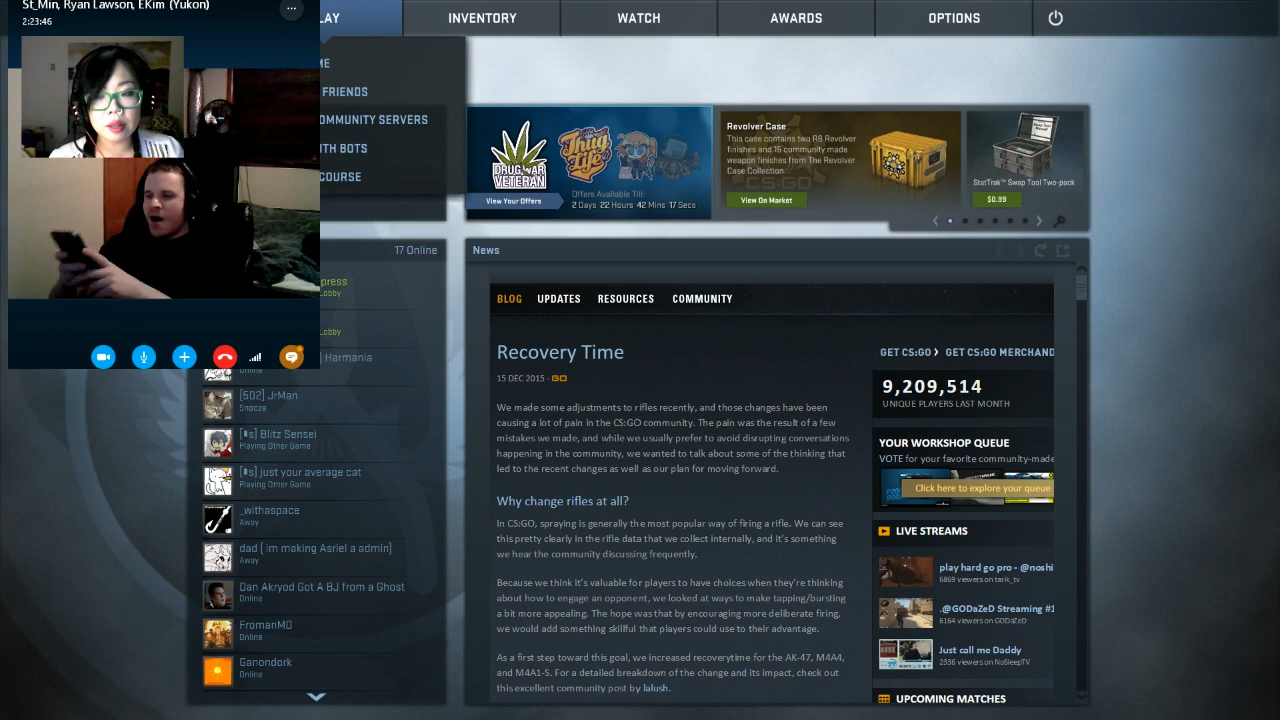 St_Min, Ryan Lawson, EKim (Yukon)
2:23:46
LAY
INVENTORY
WATCH
AWARDS
OPTIONS
ME
FRIENDS
OMMUNITY SERVERS
TH BOTS
COURSE
DRUG WAR
VETERAN
Thug
Life
View Your Offers
Offers Available Till:
2 Days 22 Hours 42 Mins 17 Secs
Revolver Case
This case contains two R8 Revolver
finishes and 15 community made
weapon finishes from The Revolver
Case Collection
CS:GO
View On Market
StatTrak™ Swap Tool Two-pack
$0.99
17 Online
press
Lobby
Lobby
] Harmania
Online
[502] JrMan
Snooze
Blitz Sensei
Playing Other Game
just your average cat
Playing Other Game
_withaspace
Away
dad ( im making Asriel a admin)
Away
Dan Akryod Got A BJ from a Ghost
Online
FromanMD
Online
Ganondork
Online
News
BLOG UPDATES RESOURCES COMMUNITY
Recovery Time
15 DEC 2015 - GO
We made some adjustments to rifles recently, and those changes have been
causing a lot of pain in the CS:GO community. The pain was the result of a few
mistakes we made, and while we usually prefer to avoid disrupting conversations
happening in the community, we wanted to talk about some of the thinking that
led to the recent changes as well as our plan for moving forward.
Why change rifles at all?
In CS:GO, spraying is generally the most popular way of firing a rifle. We can see
this pretty clearly in the rifle data that we collect internally, and it's something
we hear the community discussing frequently.
Because we think it's valuable for players to have choices when they're thinking
about how to engage an opponent, we looked at ways to make tapping/bursting
a bit more appealing. The hope was that by encouraging more deliberate firing,
we would add something skillful that players could use to their advantage.
As a first step toward this goal, we increased recoverytime for the AK-47, M4A4,
and M4A1-S. For a detailed breakdown of the change and its impact, check out
this excellent community post by lalush.
GET CS:GO GET CS:GO MERCHAND
9,209,514
UNIQUE PLAYERS LAST MONTH
YOUR WORKSHOP QUEUE
VOTE for your favorite community-made
Click here to explore your queue
LIVE STREAMS
play hard go pro - @noshi
6869 viewers on tarik_tv
.@GODaZeD Streaming #1
6164 viewers on GODaZeD
Just call me Daddy
2336 viewers on NoSleepTV
UPCOMING MATCHES